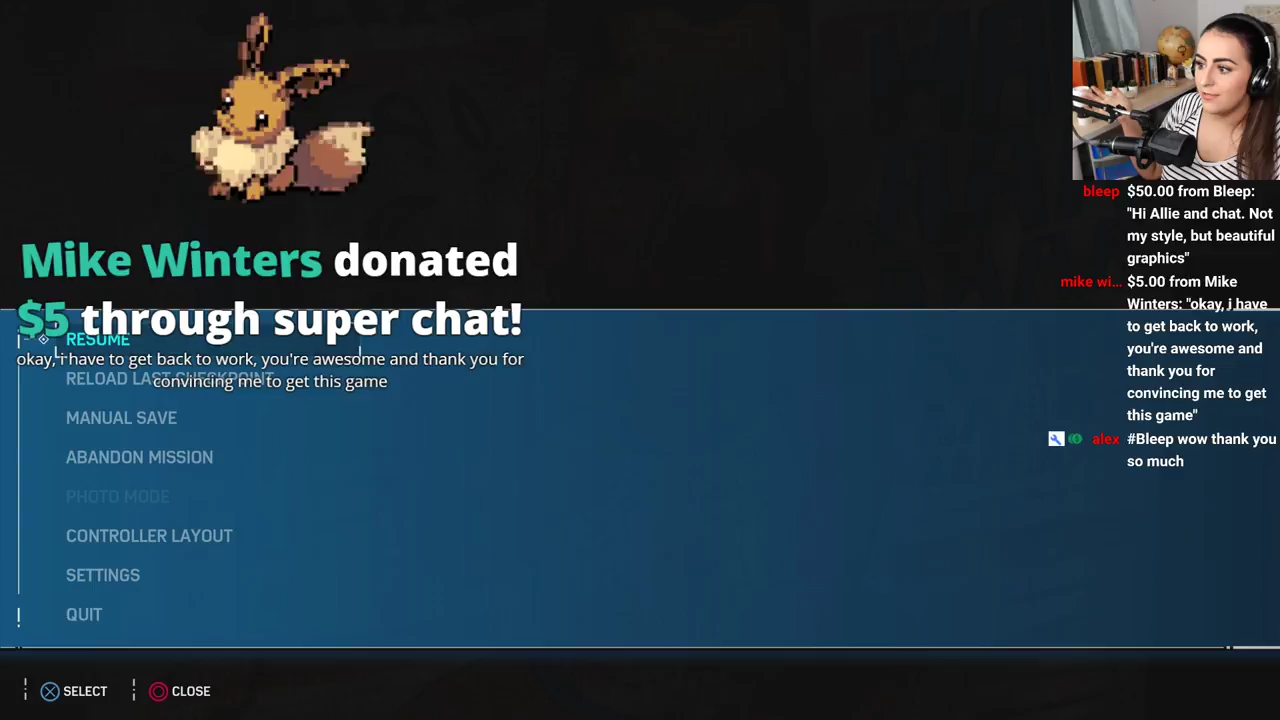 Mike Winters donated
$5 through super chat!
okay, i have to get back to work, you're awesome and thank you for
convincing me to get this game
RESUME
RELOAD LAST CHECKPOINT
MANUAL SAVE
ABANDON MISSION
PHOTO MODE
CONTROLLER LAYOUT
SETTINGS
QUIT
SELECT
CLOSE
bleep $50.00 from Bleep:
"Hi Allie and chat. Not
my style, but beautiful
graphics"
mike wi... $5.00 from Mike
Winters: "okay, i have
to get back to work,
you're awesome and
thank you for
convincing me to get
this game"
alex #Bleep wow thank you
so much